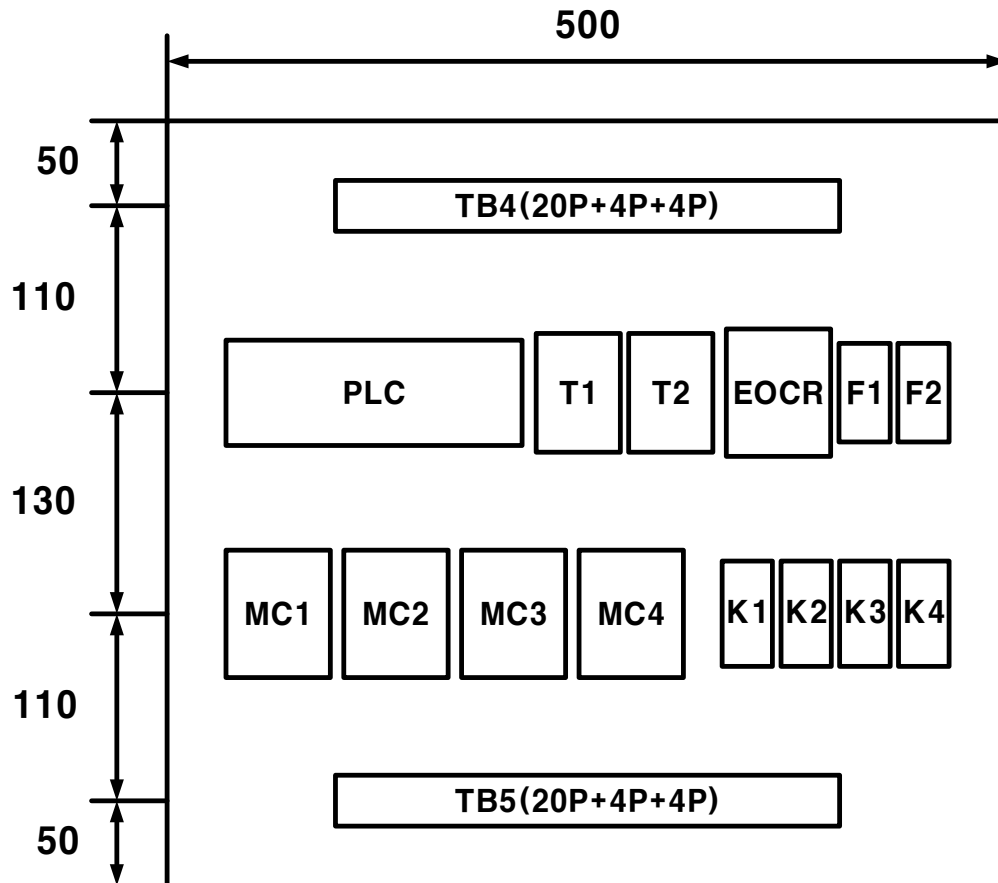 500
50
TB4(20P+4P+4P)
110
PLC T1 T2 EOCR F1 F2
130
MC1 MC2 MC3 MC4 K1 K2 K3 K4
110
TB5(20P+4P+4P)
50